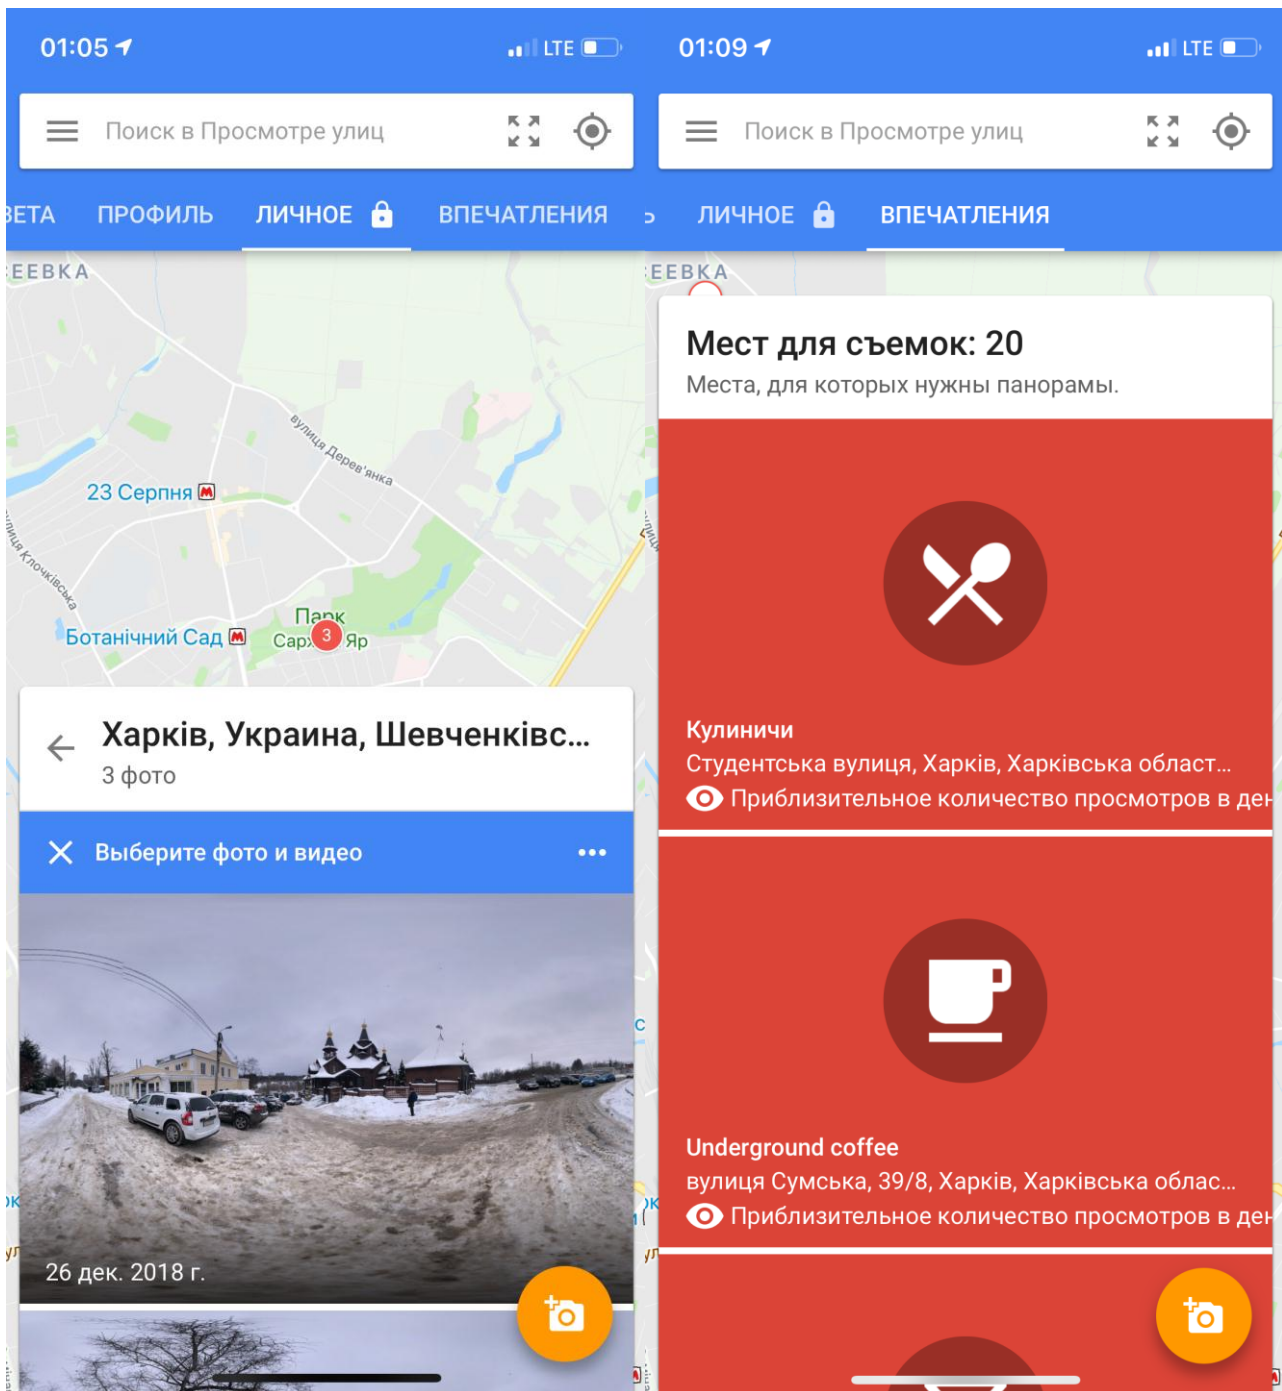 01:05
LTE
Поиск в Просмотре улиц
ПРОФИЛЬ
ЛИЧНОЕ
ВПЕЧАТЛЕНИЯ
вулиця Дерев'янка
23 Серпня
вулиця Клочківська
Ботанічний Сад
Парк
3
Яр
Харків, Украина, Шевченківс...
3 фото
Выберите фото и видео
26 дек. 2018 г.
01:09
LTE
Поиск в Просмотре улиц
ЛИЧНОЕ
ВПЕЧАТЛЕНИЯ
ЕЕВКА
Мест для съемок: 20
Места, для которых нужны панорамы.
Кулиничи
Студентська вулиця, Харків, Харківська област...
Приблизительное количество просмотров в ден
Underground coffee
вулиця Сумська, 39/8, Харків, Харківська облас...
Приблизительное количество просмотров в ден